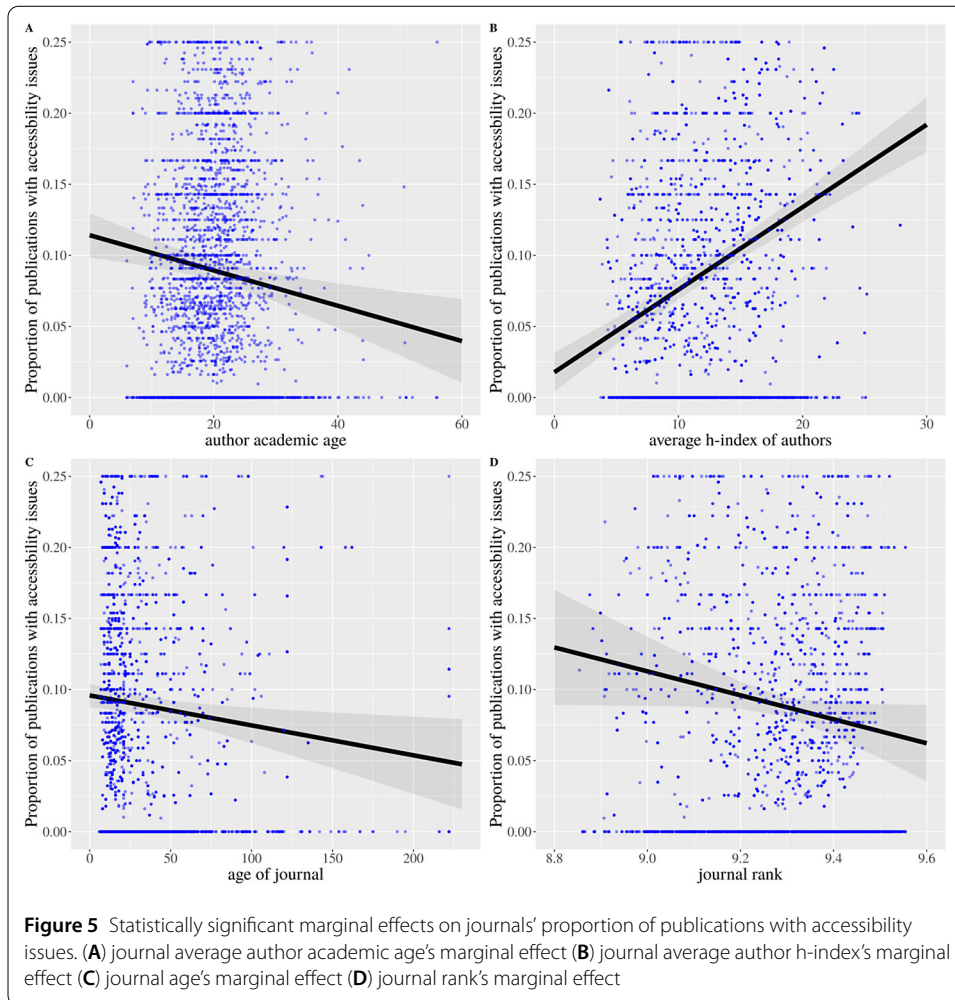 A
Proportion of publications with accessbility issues
0.25
0.20
0.15
0.10
0.05
0.00
0 20 40 60
author academic age
B
Proportion of publications with accessbility issues
0.25
0.20
0.15
0.10
0.05
0.00
0 10 20 30
average h-index of authors
C
Proportion of publications with accessbility issues
0.25
0.20
0.15
0.10
0.05
0.00
0 50 100 150 200
age of journal
D
Proportion of publications with accessbility issues
0.25
0.20
0.15
0.10
0.05
0.00
8.8 9.0 9.2 9.4 9.6
journal rank
Figure 5 Statistically significant marginal effects on journals' proportion of publications with accessibility
issues. (A) journal average author academic age's marginal effect (B) journal average author h-index's marginal
effect (C) journal age's marginal effect (D) journal rank's marginal effect